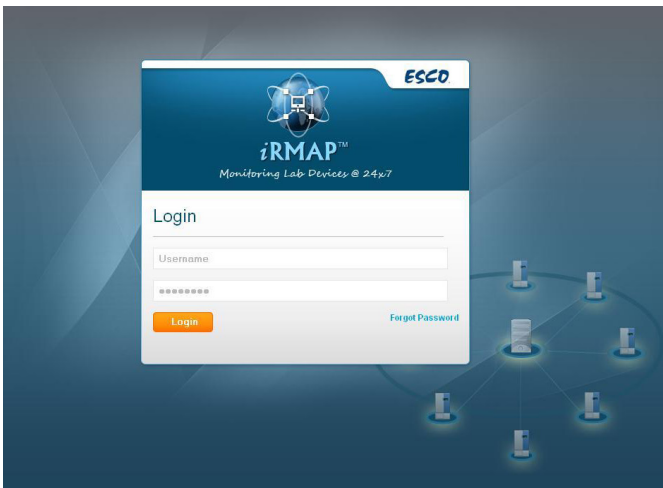 ESCO
iRMAP™
Monitoring Lab Devices @ 24x7
Login
Username
Login
Forgot Password